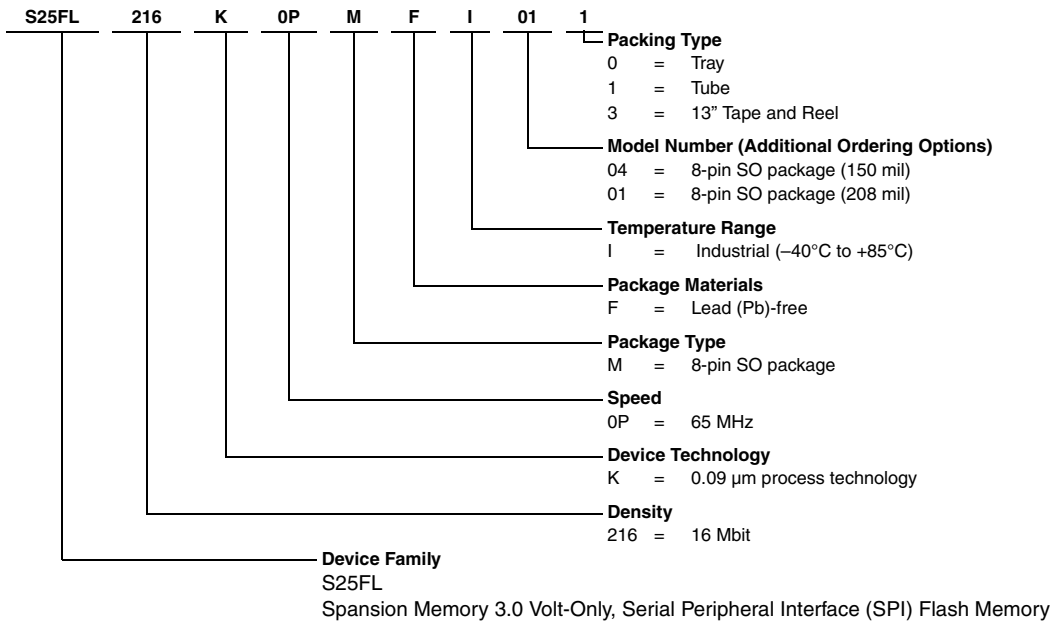 S25FL 216 K 0P M F I 01 1
Packing Type
0 = Tray
1 = Tube
3 = 13” Tape and Reel
Model Number (Additional Ordering Options)
04 = 8-pin SO package (150 mil)
01 = 8-pin SO package (208 mil)
Temperature Range
I = Industrial (–40°C to +85°C)
Package Materials
F = Lead (Pb)-free
Package Type
M = 8-pin SO package
Speed
0P = 65 MHz
Device Technology
K = 0.09 µm process technology
Density
216 = 16 Mbit
Device Family
S25FL
Spansion Memory 3.0 Volt-Only, Serial Peripheral Interface (SPI) Flash Memory